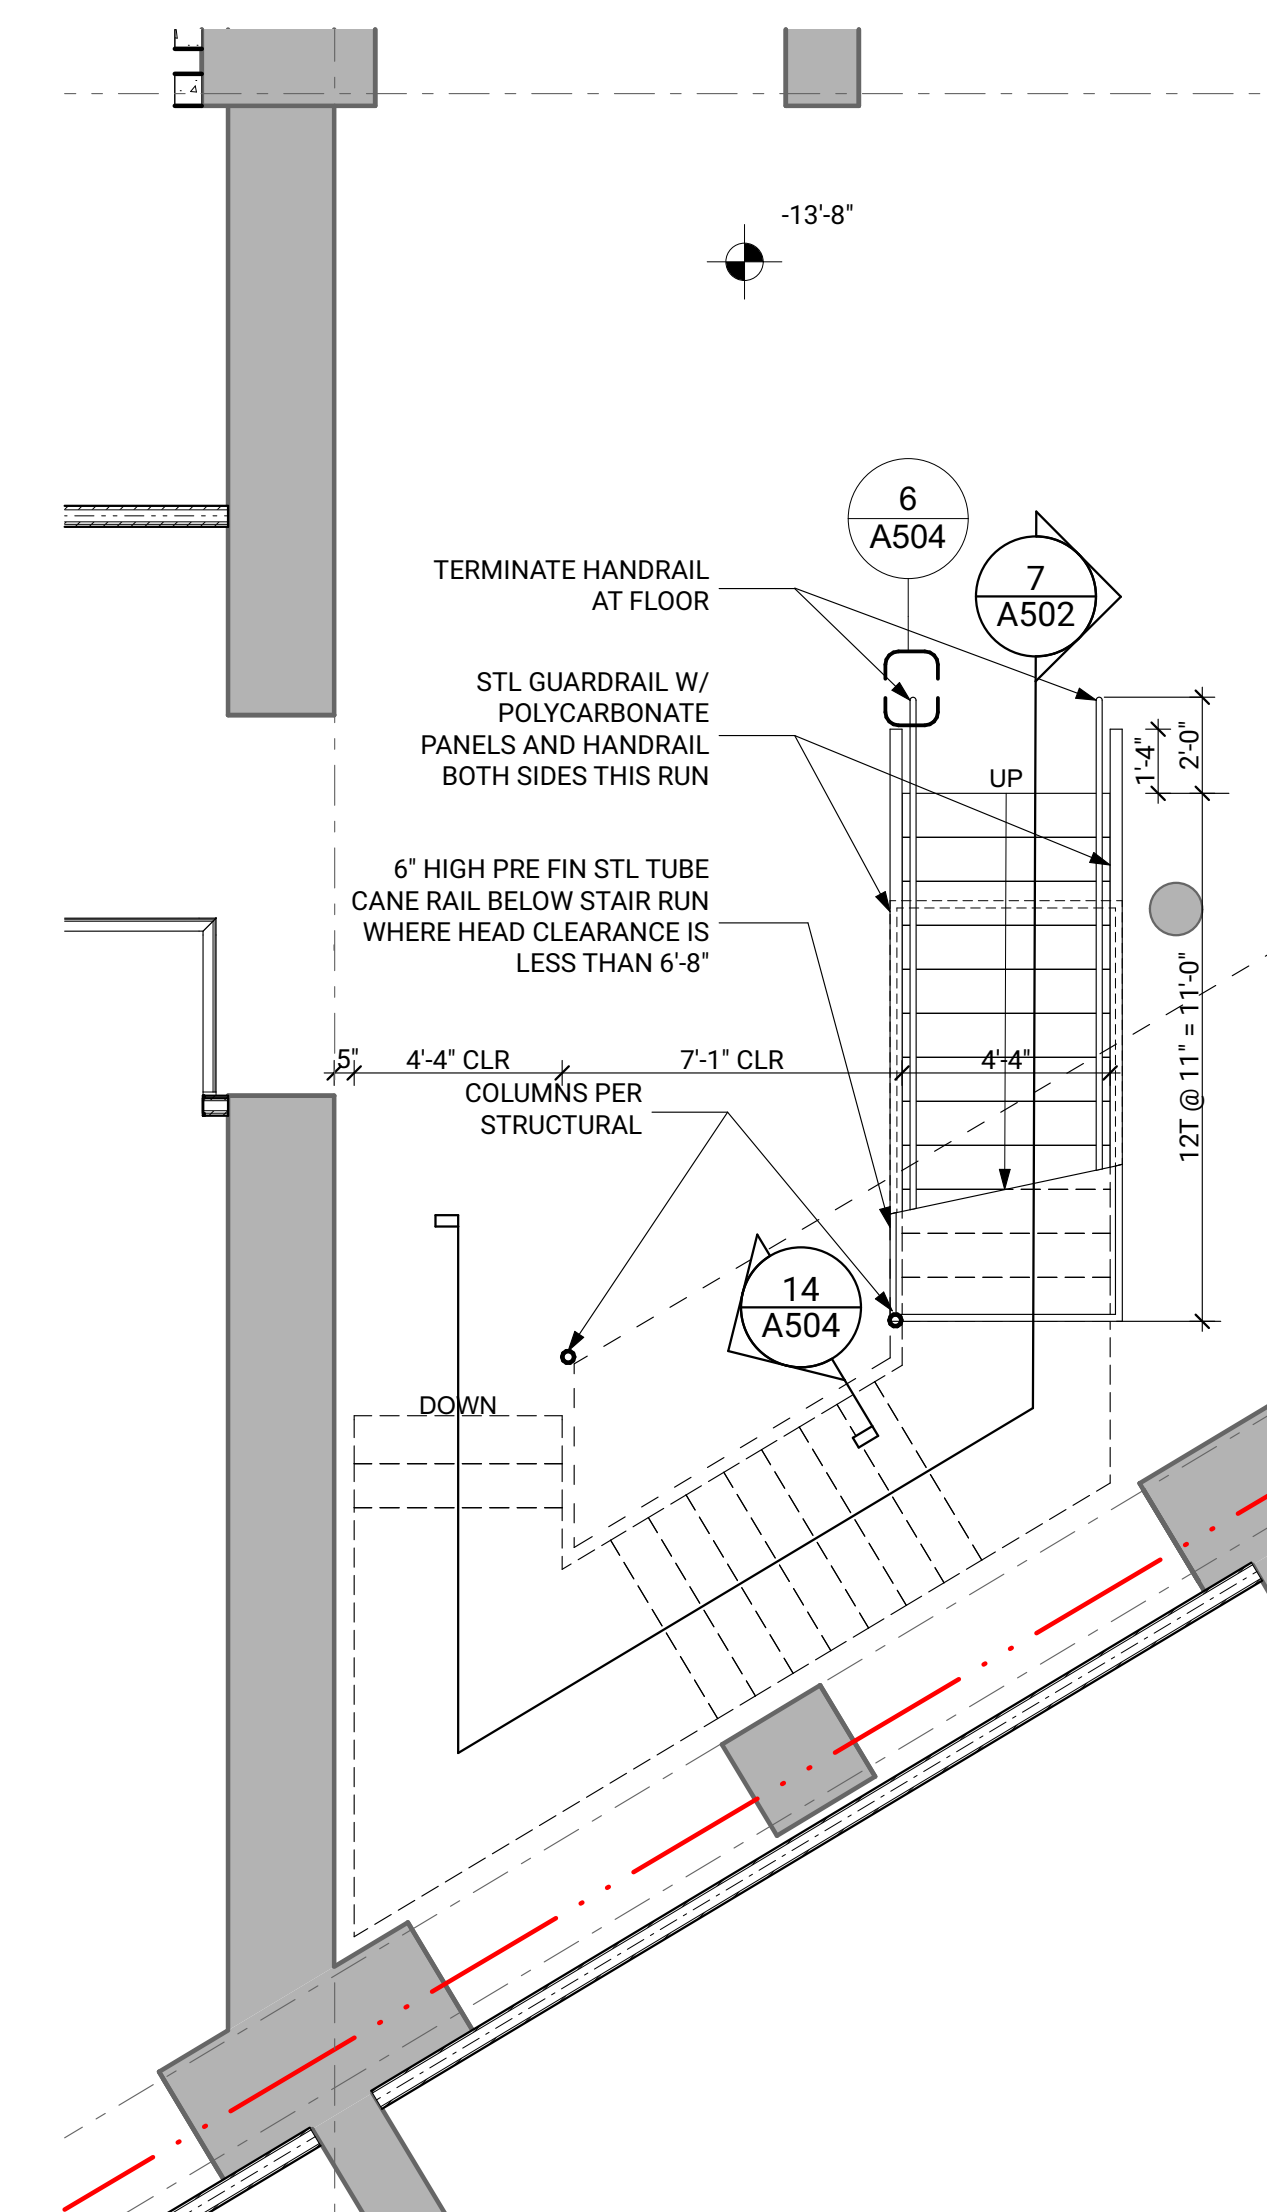 -13'-8"
6
A504
7
A502
TERMINATE HANDRAIL
AT FLOOR
STL GUARDRAIL W/
POLYCARBONATE
PANELS AND HANDRAIL
BOTH SIDES THIS RUN
1'-4"
2'-0"
UP
6" HIGH PRE FIN STL TUBE
CANE RAIL BELOW STAIR RUN
WHERE HEAD CLEARANCE IS
LESS THAN 6'-8"
12T @ 11" = 11'-0"
5"
4'-4" CLR
7'-1" CLR
4'-4"
COLUMNS PER
STRUCTURAL
14
A504
DOWN